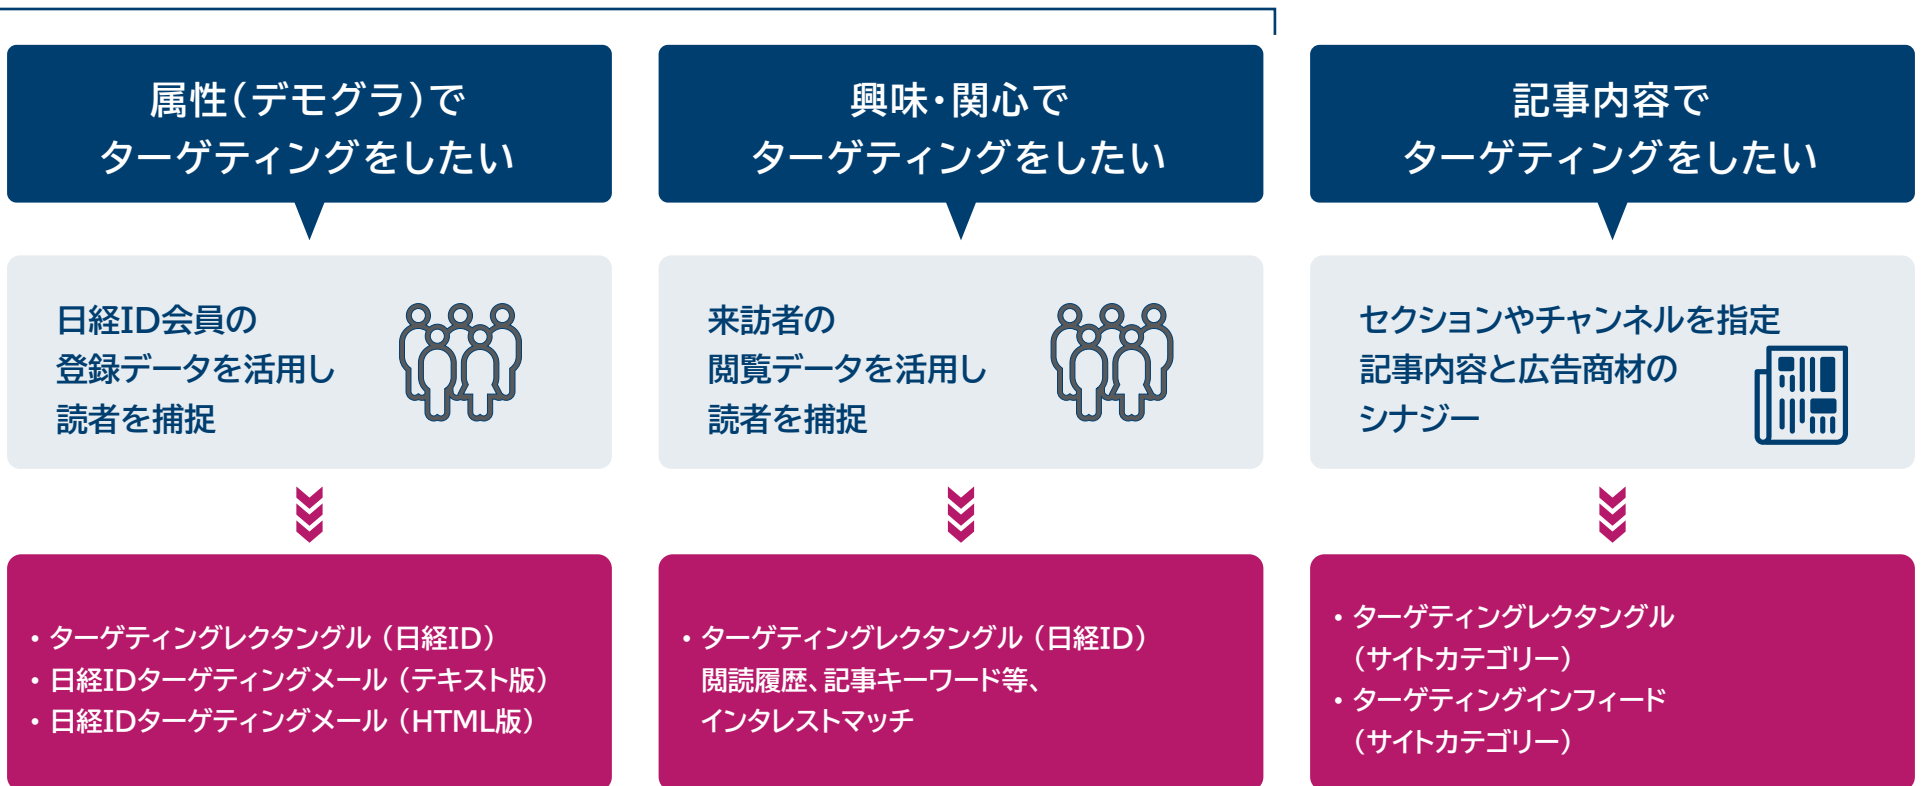 属性（デモグラ）で
ターゲティングをしたい
日経ID会員の
登録データを活用し
読者を捕捉
・ターゲティングレクタングル（日経ID）
・日経IDターゲティングメール（テキスト版）
・日経IDターゲティングメール（HTML版）
興味・関心で
ターゲティングをしたい
来訪者の
閲覧データを活用し
読者を捕捉
・ターゲティングレクタングル（日経ID）
閲読履歴、記事キーワード等、
インタレストマッチ
記事内容で
ターゲティングをしたい
セクションやチャンネルを指定
記事内容と広告商材の
シナジー
・ターゲティングレクタングル
（サイトカテゴリー）
・ターゲティングインフィード
（サイトカテゴリー）